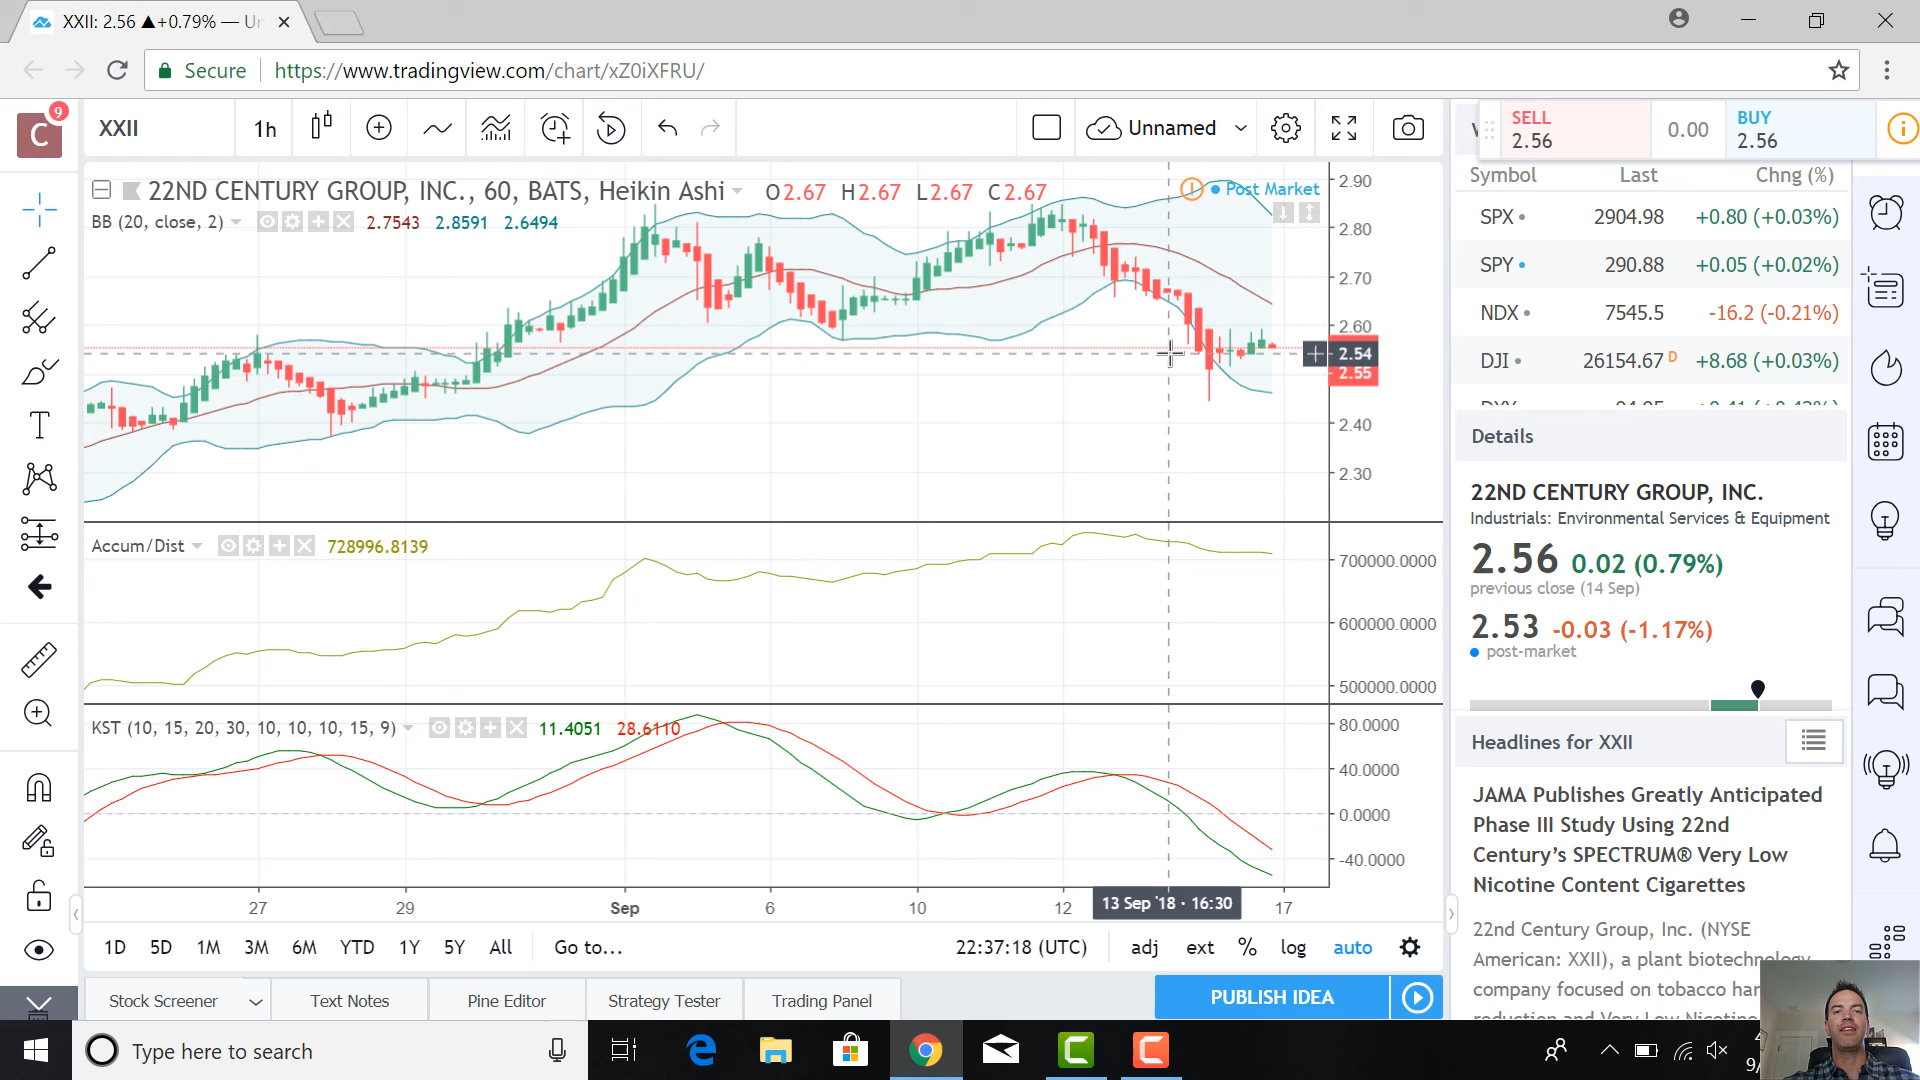 XXII: 2.56 ▲+0.79% — Un
Secure
https://www.tradingview.com/chart/xZ0iXFRU/
C
9
XXII
1h
Unnamed
SELL
2.56
0.00
BUY
2.56
22ND CENTURY GROUP, INC., 60, BATS, Heikin Ashi
O2.67 H2.67 L2.67 C2.67
Post Market
BB (20, close, 2)
2.7543 2.8591 2.6494
2.90
2.80
2.70
2.60
2.54
2.55
2.40
2.30
Accum/Dist
728996.8139
700000.0000
600000.0000
500000.0000
KST (10, 15, 20, 30, 10, 10, 10, 15, 9)
11.4051 28.6110
80.0000
40.0000
0.0000
-40.0000
27
29
Sep
6
10
12
13 Sep '18 · 16:30
17
1D 5D 1M 3M 6M YTD 1Y 5Y All
Go to...
22:37:18 (UTC)
adj ext % log auto
Stock Screener
Text Notes
Pine Editor
Strategy Tester
Trading Panel
PUBLISH IDEA
Symbol Last Chng (%)
SPX 2904.98 +0.80 (+0.03%)
SPY 290.88 +0.05 (+0.02%)
NDX 7545.5 -16.2 (-0.21%)
DJI 26154.67 D +8.68 (+0.03%)
Details
22ND CENTURY GROUP, INC.
Industrials: Environmental Services & Equipment
2.56 0.02 (0.79%)
previous close (14 Sep)
2.53 -0.03 (-1.17%)
post-market
Headlines for XXII
JAMA Publishes Greatly Anticipated
Phase III Study Using 22nd
Century's SPECTRUM® Very Low
Nicotine Content Cigarettes
22nd Century Group, Inc. (NYSE
American: XXII), a plant biotechnology
company focused on tobacco har
reduction and Very Low Nicotine
Type here to search